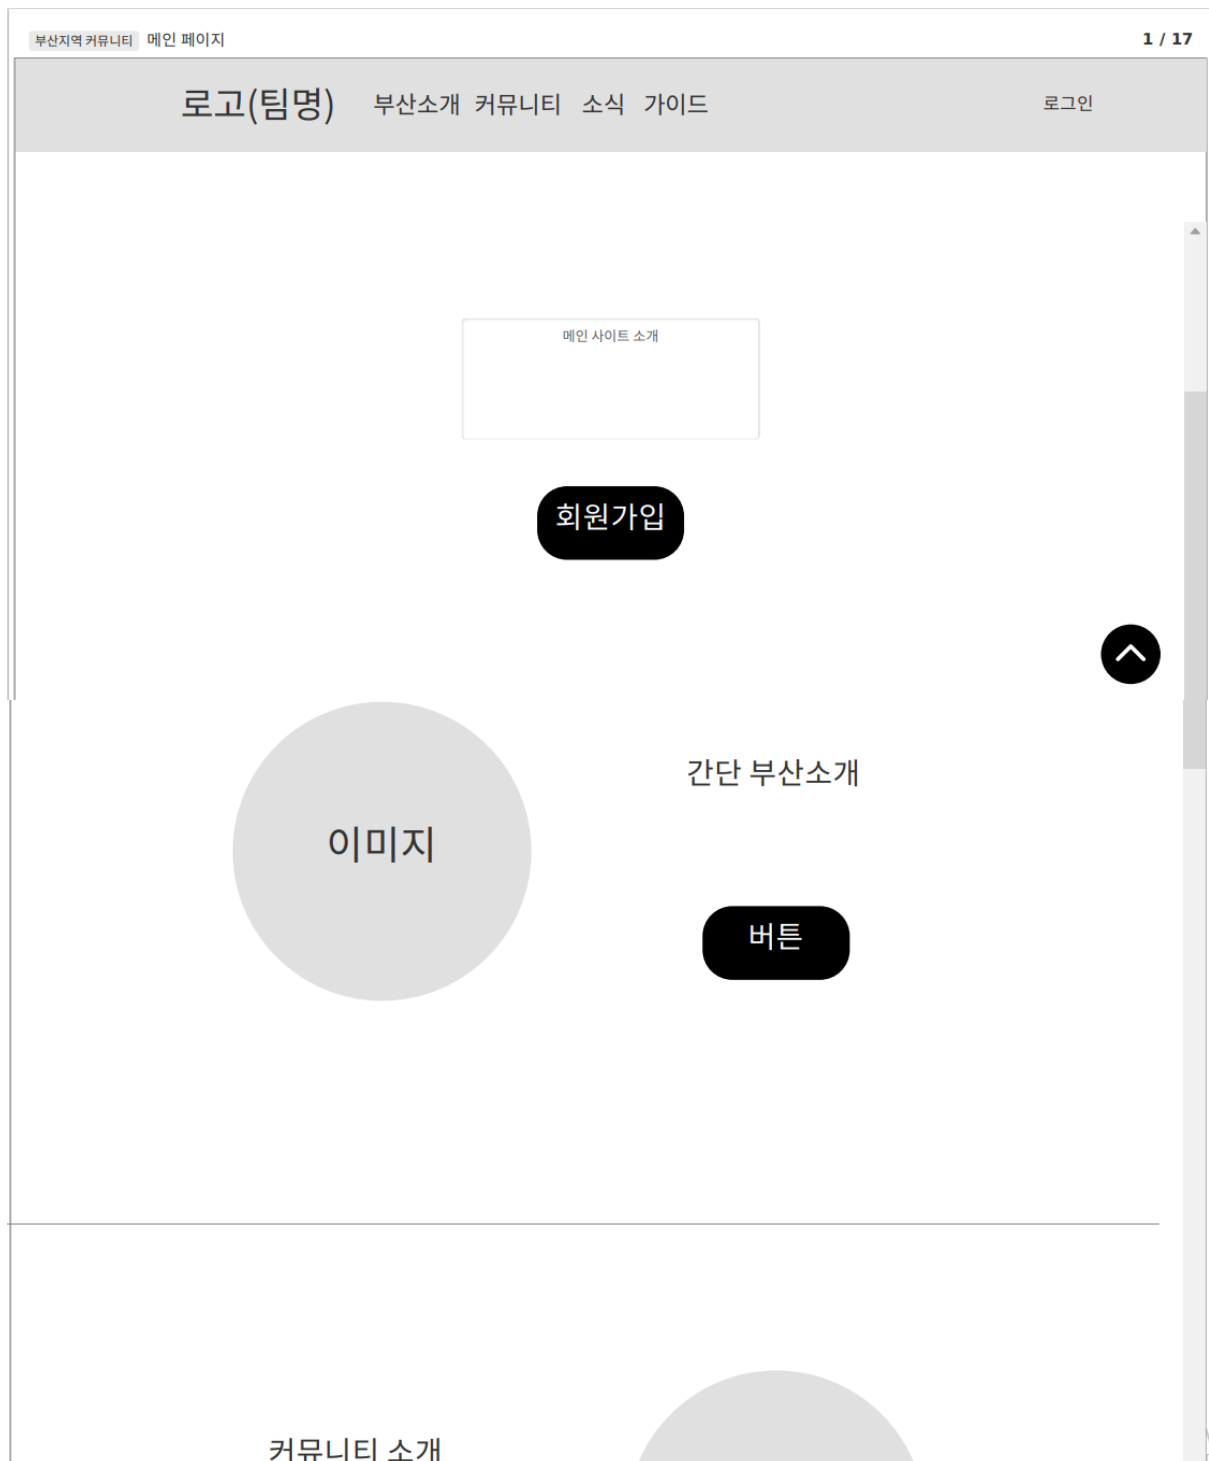 부산지역 커뮤니티 메인 페이지 1 / 17
로고(팀명) 부산소개 커뮤니티 소식 가이드 로그인
메인 사이트 소개
회원가입
간단 부산소개
이미지
버튼
커뮤니티 소개